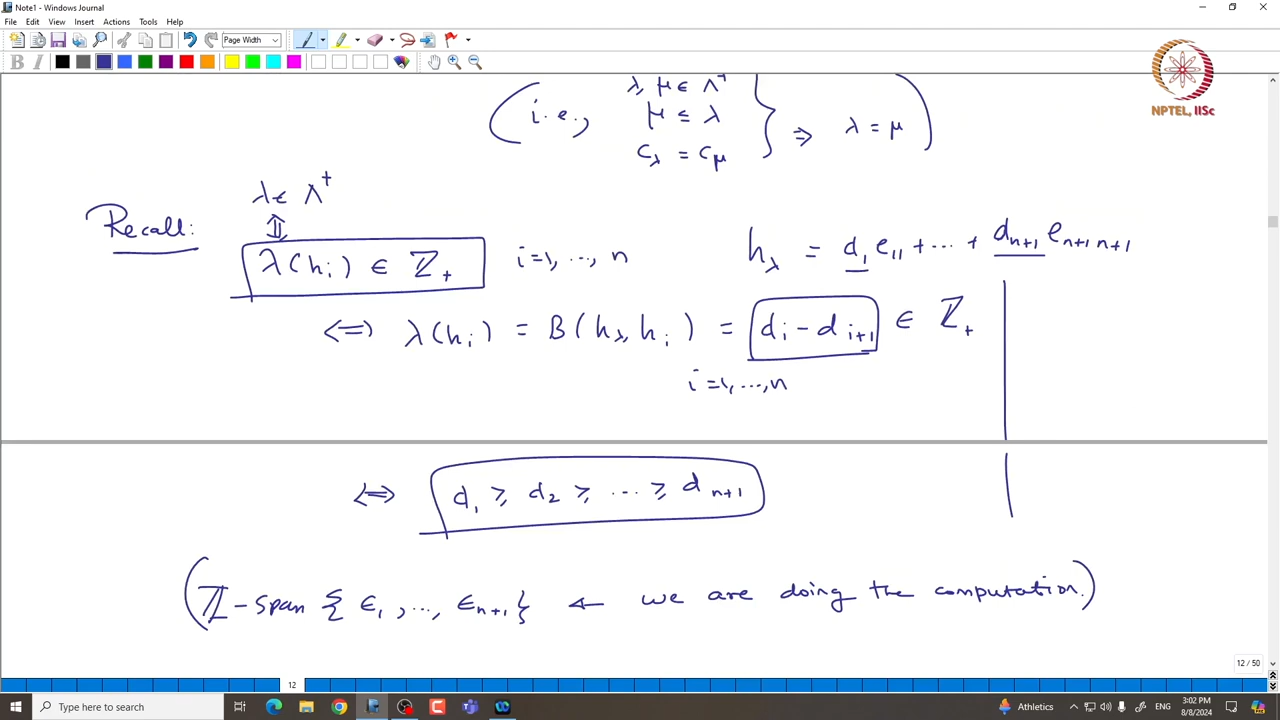 Note1 - Windows Journal
File Edit View Insert Actions Tools Help
Page Width
B i
NPTEL, IISc
(i.e., λ, μ ∈ Λ⁺
μ ≤ λ
c_λ = c_μ } ⇒ λ = μ)
Recall: λ ∈ Λ⁺
⇕
λ(h_i) ∈ ℤ₊ i=1, ..., n h_λ = d_1 e_{11} + ... + d_{n+1} e_{n+1 n+1}
⇔ λ(h_i) = B(h_λ, h_i) = d_i - d_{i+1} ∈ ℤ₊
i=1, ..., n
⇔ d_1 ≥ d_2 ≥ ... ≥ d_{n+1}
(ℤ-span {ϵ_1, ..., ϵ_{n+1}} ← we are doing the computation.)
12 / 50
12
Type here to search
Athletics
3:02 PM
8/8/2024